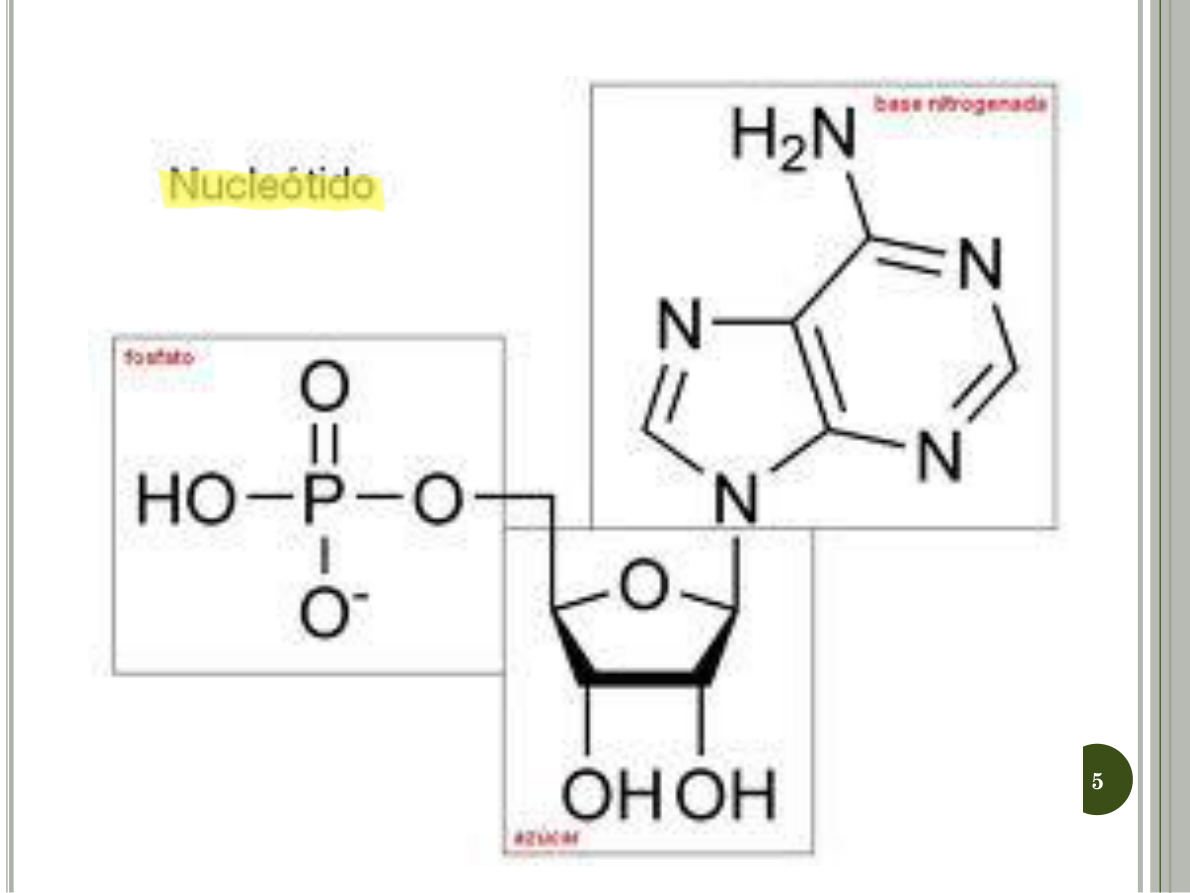 base nitrogenada
H₂N
Nucleótido
N
N
fosfato
O
N
N
HO P O
O
O⁻
OH OH
5
azúcar